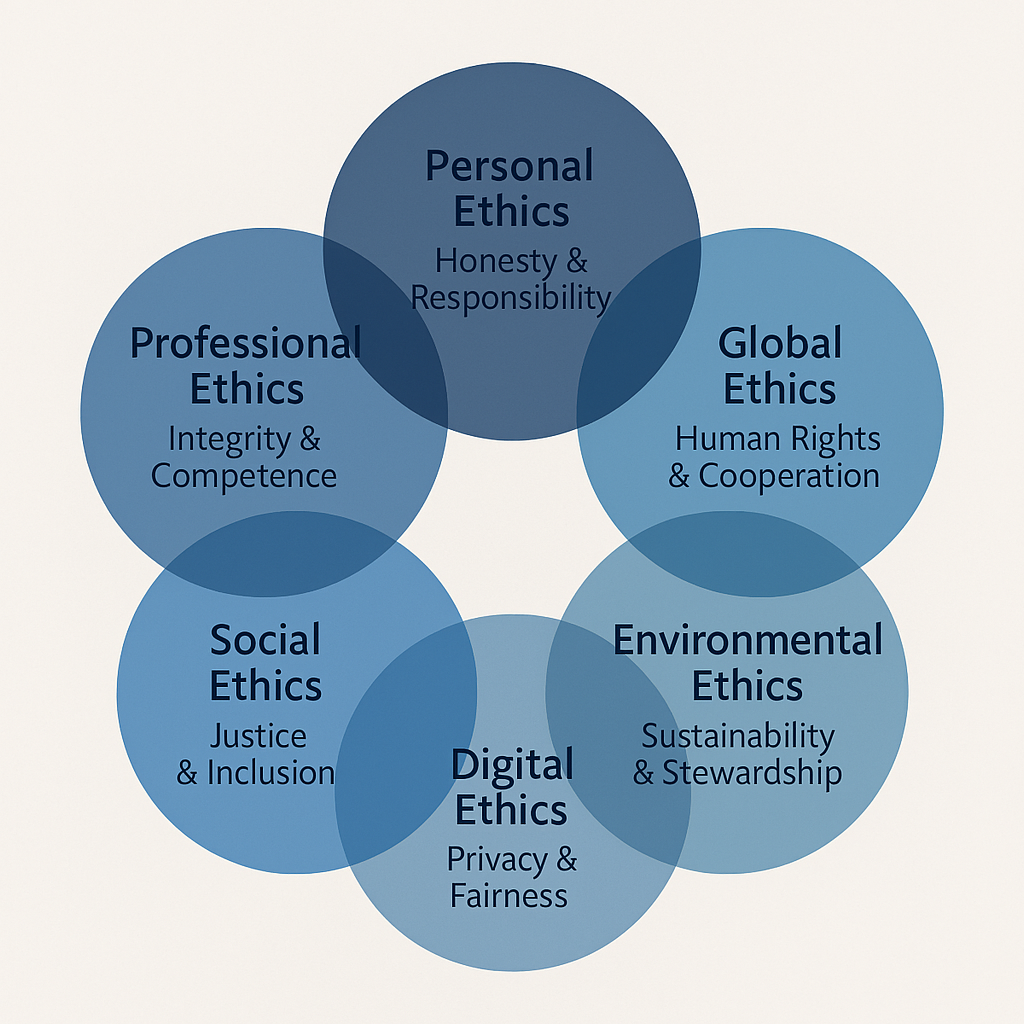 Personal
Ethics
Honesty &
Responsibility
Professional
Ethics
Integrity &
Competence
Global
Ethics
Human Rights
& Cooperation
Social
Ethics
Justice
& Inclusion
Environmental
Ethics
Sustainability
& Stewardship
Digital
Ethics
Privacy &
Fairness